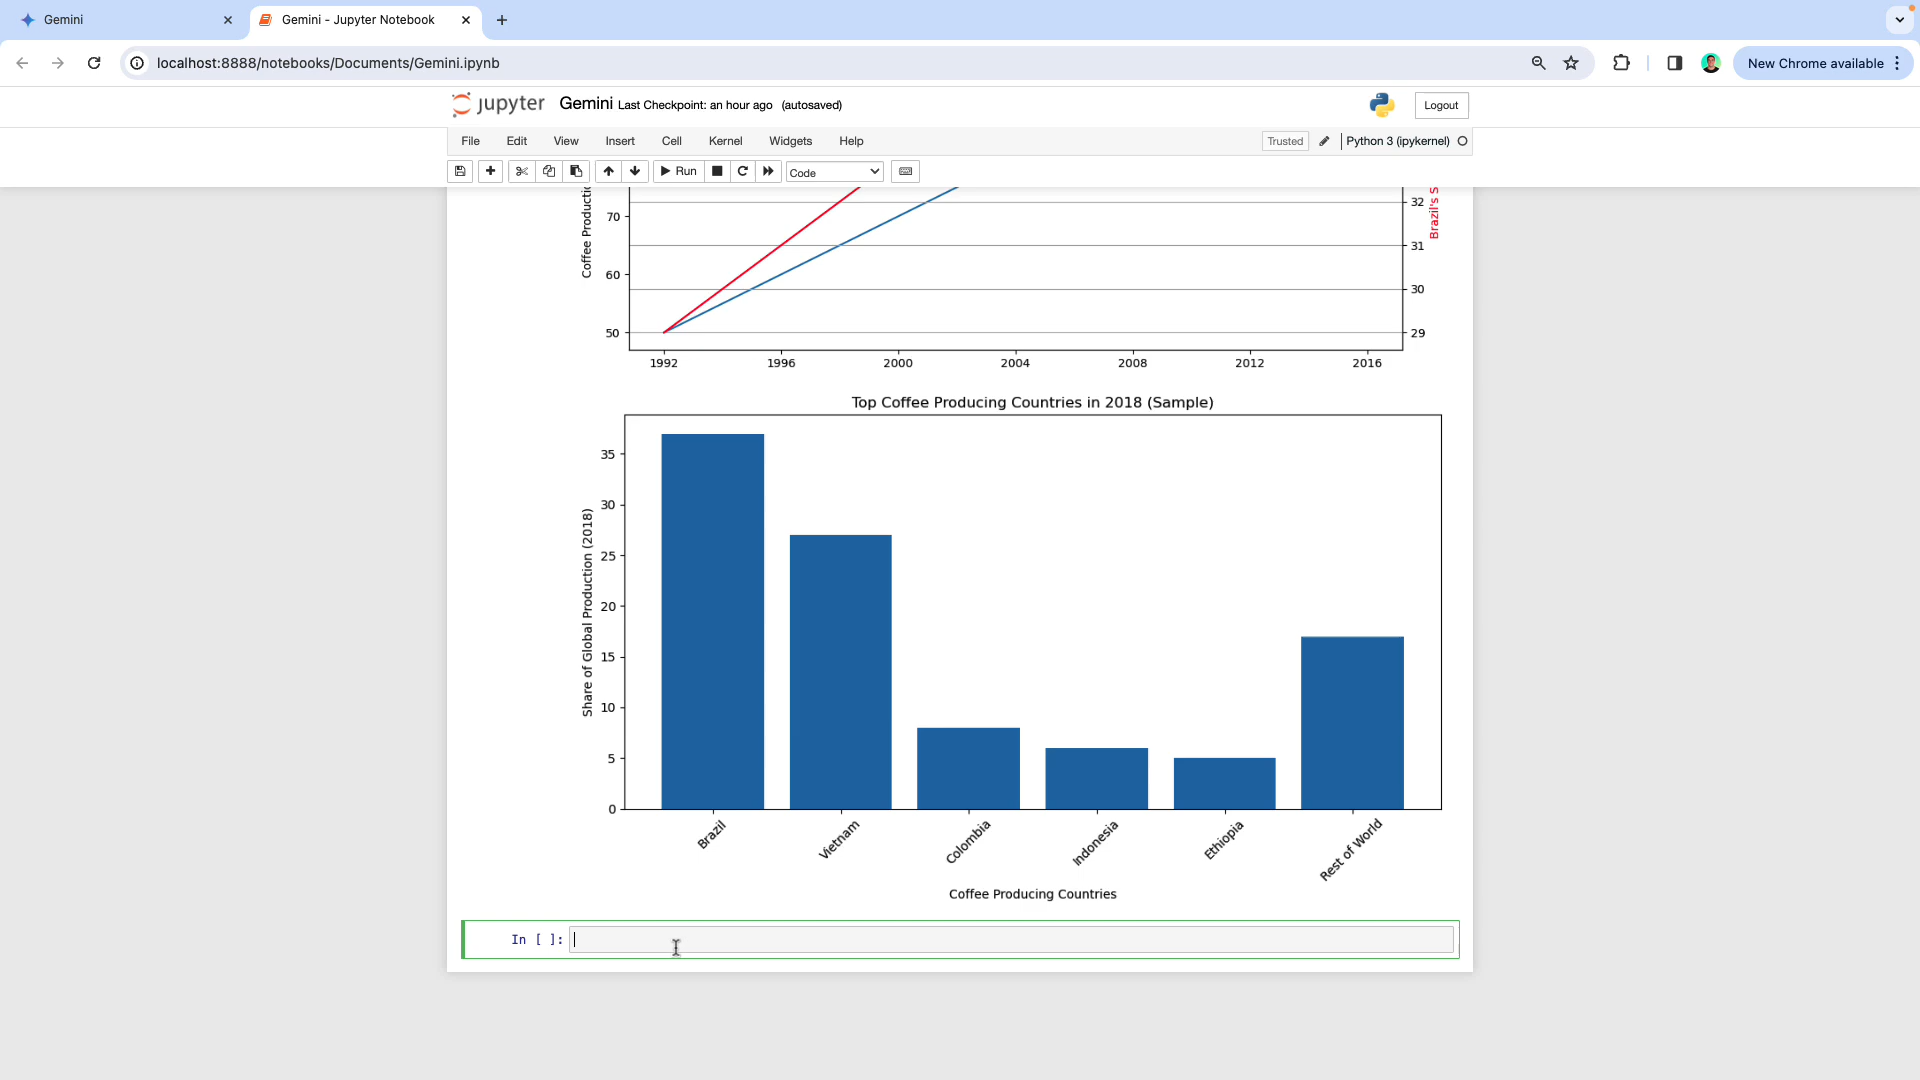 Gemini
Gemini - Jupyter Notebook
localhost:8888/notebooks/Documents/Gemini.ipynb
New Chrome available
jupyter Gemini Last Checkpoint: an hour ago (autosaved)
Logout
File Edit View Insert Cell Kernel Widgets Help
Trusted
Python 3 (ipykernel)
Run
Code
Coffee
Brazil's
70
60
50
32
31
30
29
1992 1996 2000 2004 2008 2012 2016
Top Coffee Producing Countries in 2018 (Sample)
Share of Global Production (2018)
35
30
25
20
15
10
5
0
Brazil Vietnam Colombia Indonesia Ethiopia Rest of World
Coffee Producing Countries
In [ ]: